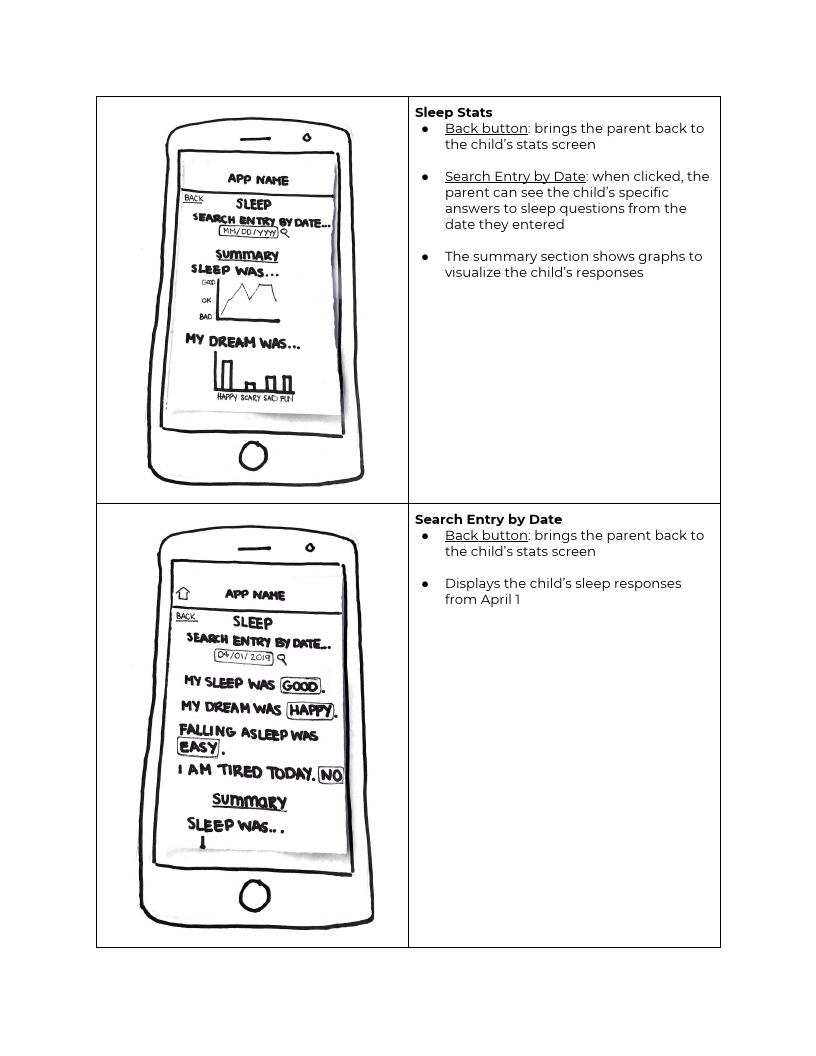 APP NAME
BACK
SLEEP
SEARCH ENTRY BY DATE...
MM/DD/YYYY
SUMMARY
SLEEP WAS...
GOOD
OK
BAD
MY DREAM WAS...
HAPPY SCARY SAD FUN
Sleep Stats
● Back button: brings the parent back to
the child's stats screen
● Search Entry by Date: when clicked, the
parent can see the child's specific
answers to sleep questions from the
date they entered
● The summary section shows graphs to
visualize the child's responses
APP NAME
BACK
SLEEP
SEARCH ENTRY BY DATE...
04/01/2019
MY SLEEP WAS GOOD.
MY DREAM WAS HAPPY.
FALLING ASLEEP WAS
EASY.
I AM TIRED TODAY. NO
SUMMARY
SLEEP WAS...
Search Entry by Date
● Back button: brings the parent back to
the child's stats screen
● Displays the child's sleep responses
from April 1